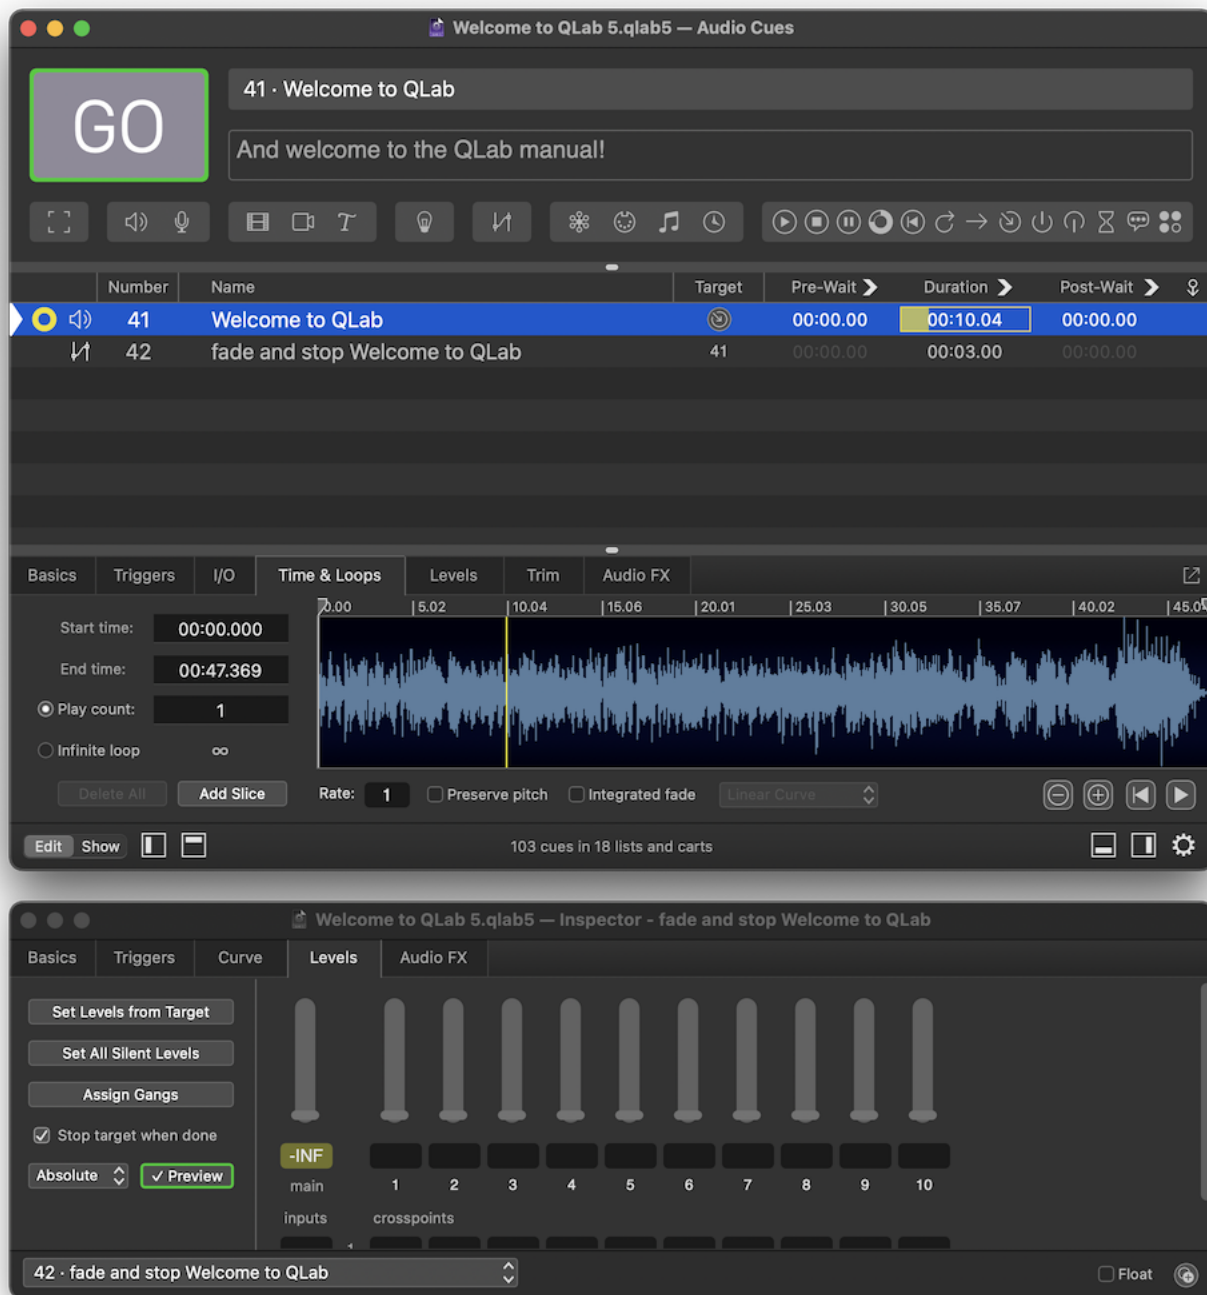 Welcome to QLab 5.qlab5 — Audio Cues
GO
41 · Welcome to QLab
And welcome to the QLab manual!
Number Name Target Pre-Wait Duration Post-Wait
41 Welcome to QLab 00:00.00 00:10.04 00:00.00
42 fade and stop Welcome to QLab 41 00:00.00 00:03.00 00:00.00
Basics Triggers I/O Time & Loops Levels Trim Audio FX
0.00 5.02 10.04 15.06 20.01 25.03 30.05 35.07 40.02
Start time: 00:00.000
End time: 00:47.369
Play count: 1
Infinite loop ∞
Delete All Add Slice Rate: 1 Preserve pitch Integrated fade Linear Curve
Edit Show 103 cues in 18 lists and carts
Welcome to QLab 5.qlab5 — Inspector - fade and stop Welcome to QLab
Basics Triggers Curve Levels Audio FX
Set Levels from Target
Set All Silent Levels
Assign Gangs
Stop target when done
Absolute ✓ Preview
-INF
main 1 2 3 4 5 6 7 8 9 10
inputs crosspoints
42 · fade and stop Welcome to QLab Float